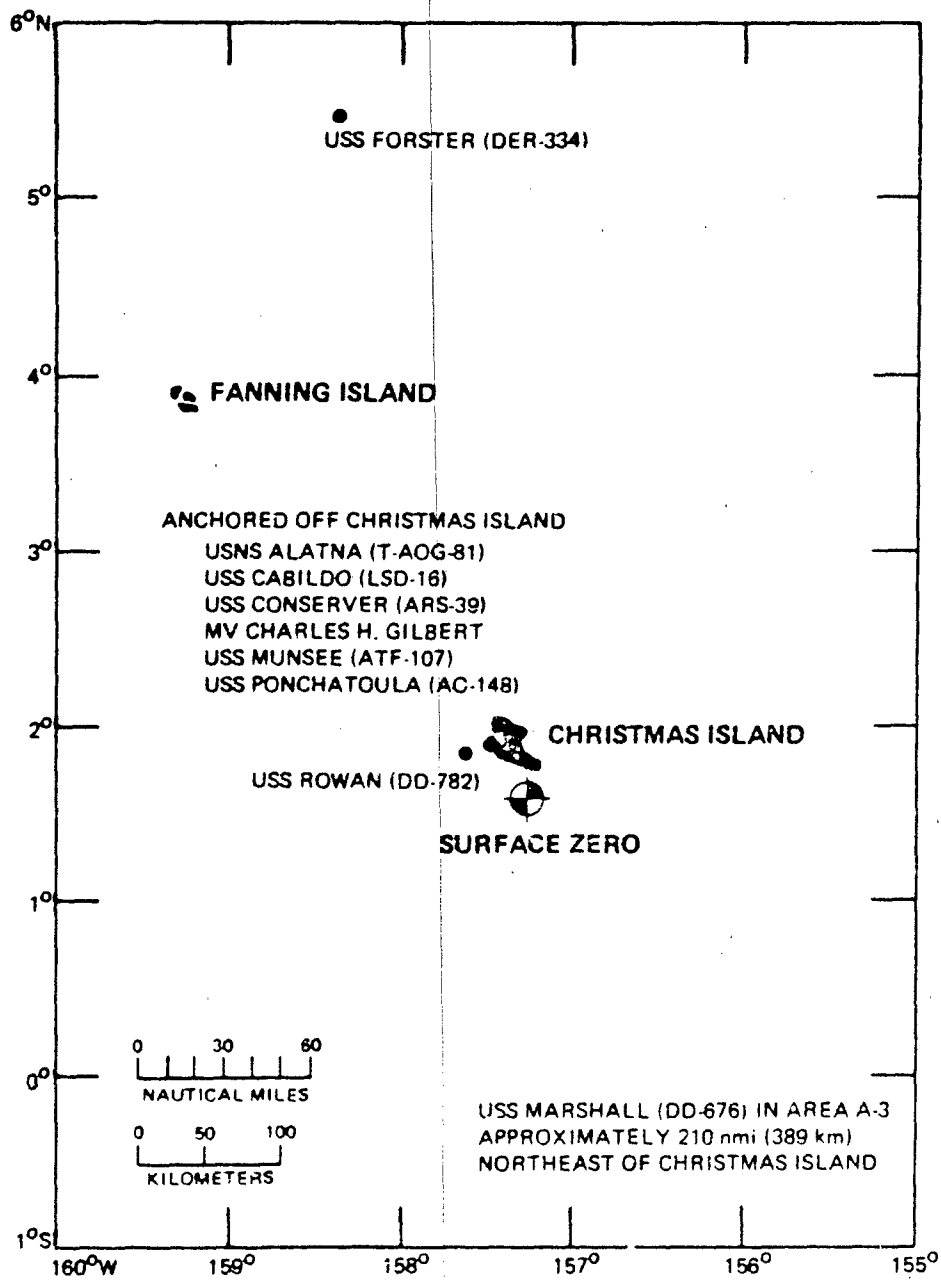 6°N
USS FORSTER (DER-334)
5°
4°
FANNING ISLAND
ANCHORED OFF CHRISTMAS ISLAND
3°
USNS ALATNA (T-AOG-81)
USS CABILDO (LSD-16)
USS CONSERVER (ARS-39)
MV CHARLES H. GILBERT
USS MUNSEE (ATF-107)
USS PONCHATOULA (AC-148)
2°
CHRISTMAS ISLAND
USS ROWAN (DD-782)
SURFACE ZERO
1°
0 30 60
NAUTICAL MILES
0°
0 50 100
KILOMETERS
USS MARSHALL (DD-676) IN AREA A-3
APPROXIMATELY 210 nmi (389 km)
NORTHEAST OF CHRISTMAS ISLAND
1°S
160°W 159° 158° 157° 156° 155°